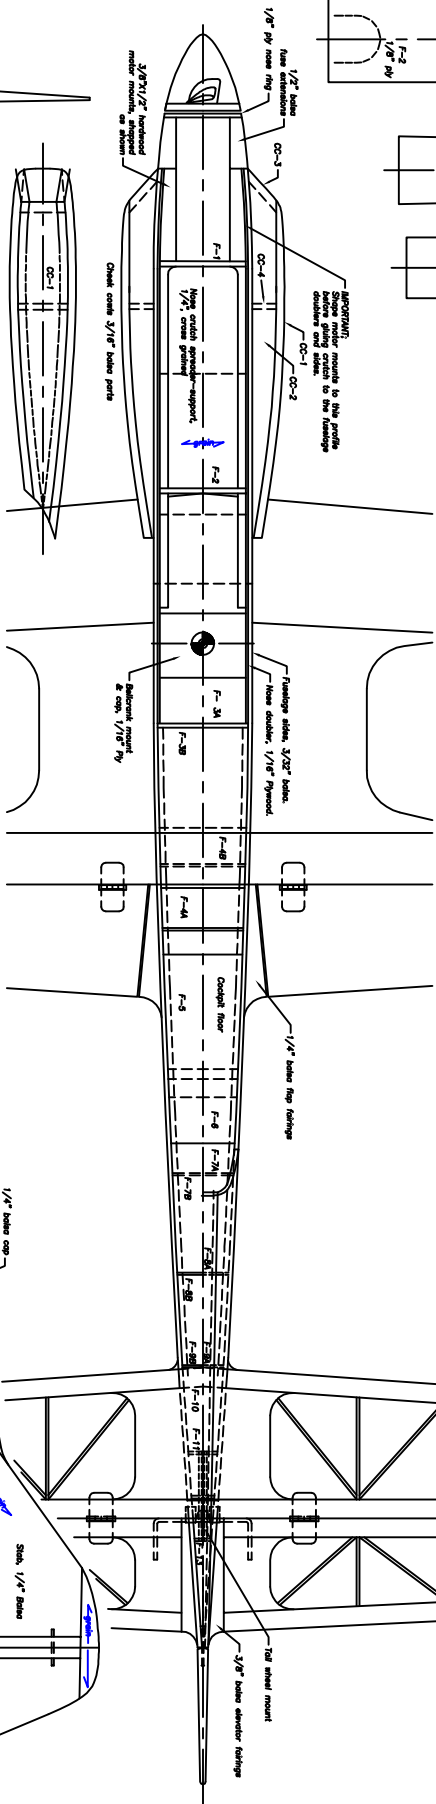 F-2
1/8" ply
1/2" balsa
fuse extensions
1/8" ply nose ring
3/8"X1/2" hardwood
motor mounts, shapped
as shown
CC-3
F-1
CC-4
CC-1
CC-2
IMPORTANT:
Shape motor mounts to this profile
before gluing crutch to the fuselage
doublers and sides.
CC-1
Cheek cowls 3/16" balsa parts
Nose crutch spreader-support,
1/4", cross grained
grain
F-2
Fuselage sides, 3/32" balsa.
Nose doubler, 1/16" Plywood.
F- 3A
Bellcrank mount
& cap, 1/16" Ply
F-3B
F-4B
F-4A
Cockpit floor
F-5
1/4" balsa flap fairings
F-6
F-7A
F-7B
F-8A
F-8B
1/4" balsa cap
F-9A
F-9B
F-10
F-11
Tail wheel mount
3/8" balsa elevator fairings
Stab, 1/4" Balsa
grain